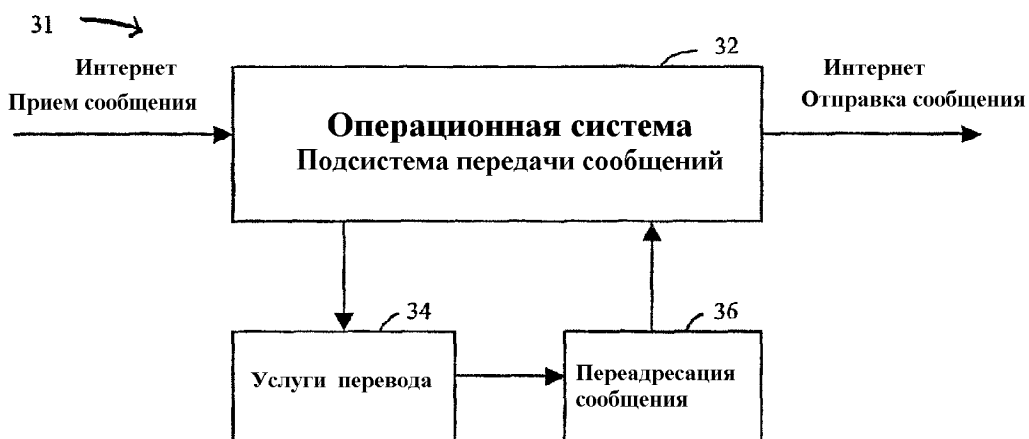 31
32
Интернет
Прием сообщения
Интернет
Отправка сообщения
Операционная система
Подсистема передачи сообщений
34
36
Услуги перевода
Переадресация
сообщения